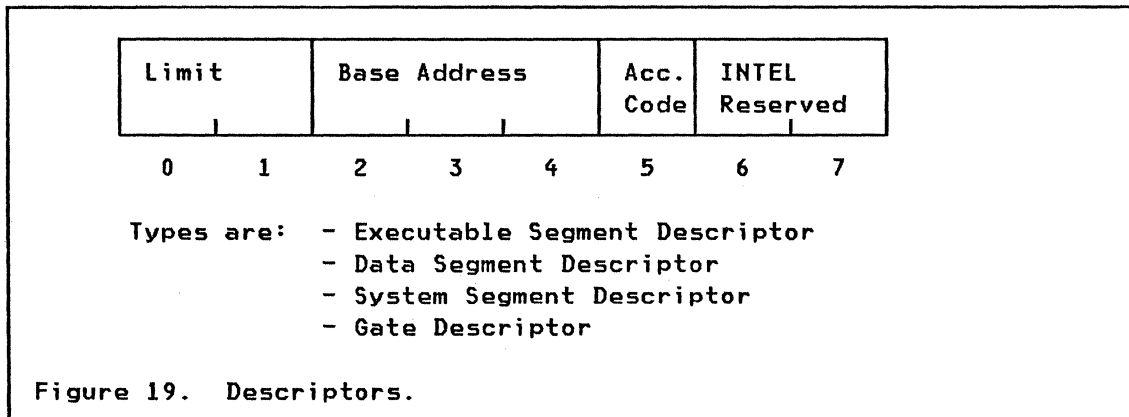 Limit Base Address Acc. INTEL
Code Reserved
0 1 2 3 4 5 6 7
Types are: - Executable Segment Descriptor
- Data Segment Descriptor
- System Segment Descriptor
- Gate Descriptor
Figure 19. Descriptors.